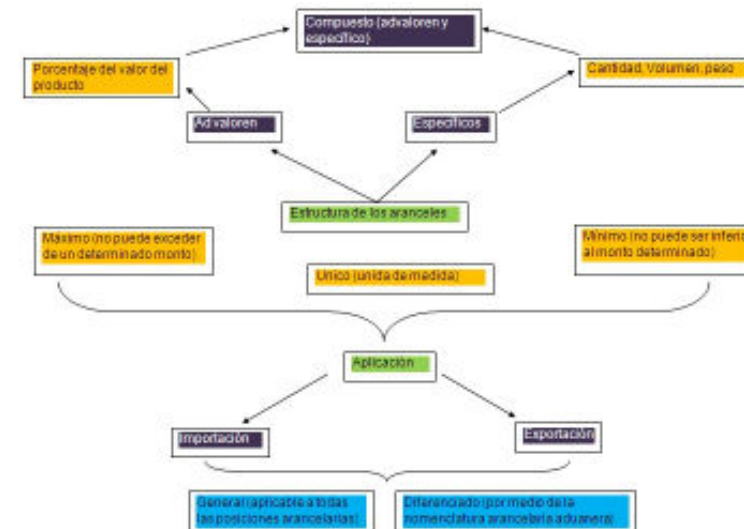 Compuesto (advaloren y
específico)
Porcentaje del valor del
producto
Cantidad, Volumen, peso
Ad valoren
Específicos
Estructura de los aranceles
Máximo (no puede exceder
de un determinado monto)
Mínimo (no puede ser inferio
al monto determinado)
Unico (unida de medida)
Aplicación
Importación
Exportación
General (aplicable a todas
las posiciones arancelarias)
Diferenciado (por medio de la
nomenclatura arancelaria aduanera)